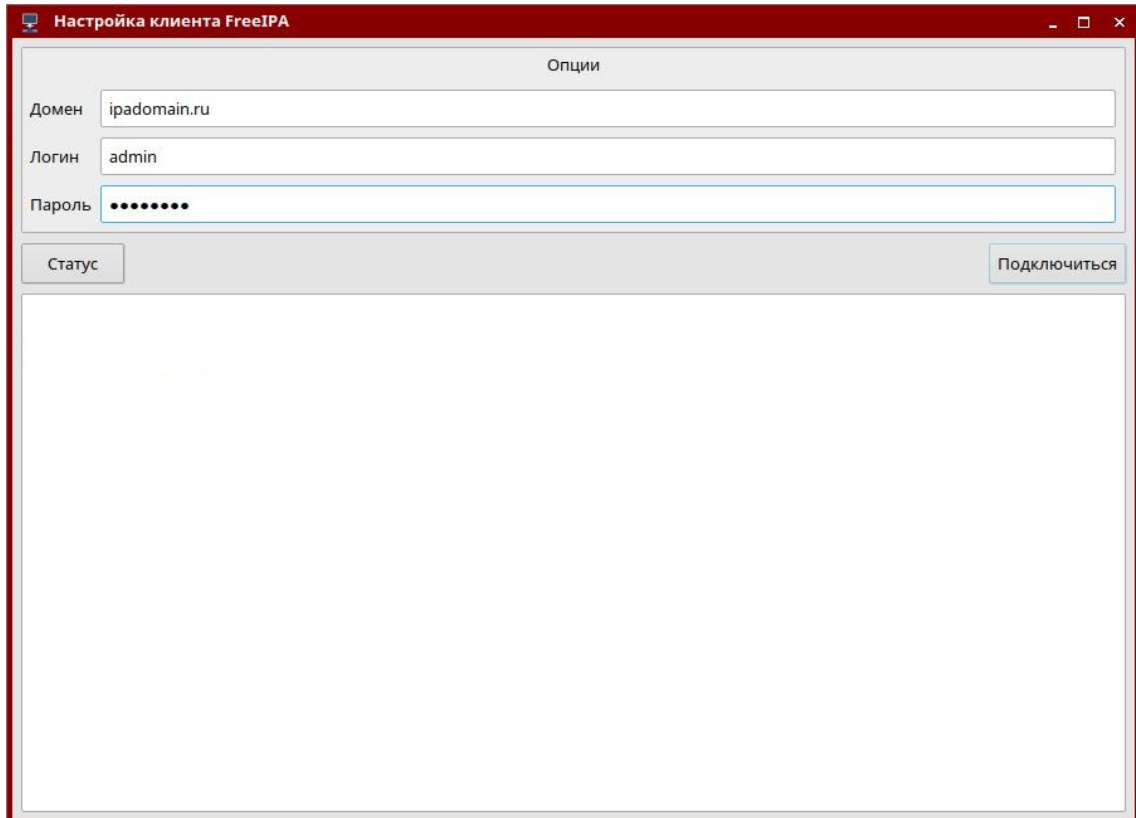 Настройка клиента FreeIPA
Опции
Домен ipadomain.ru
Логин admin
Пароль ••••••••
Статус Подключиться